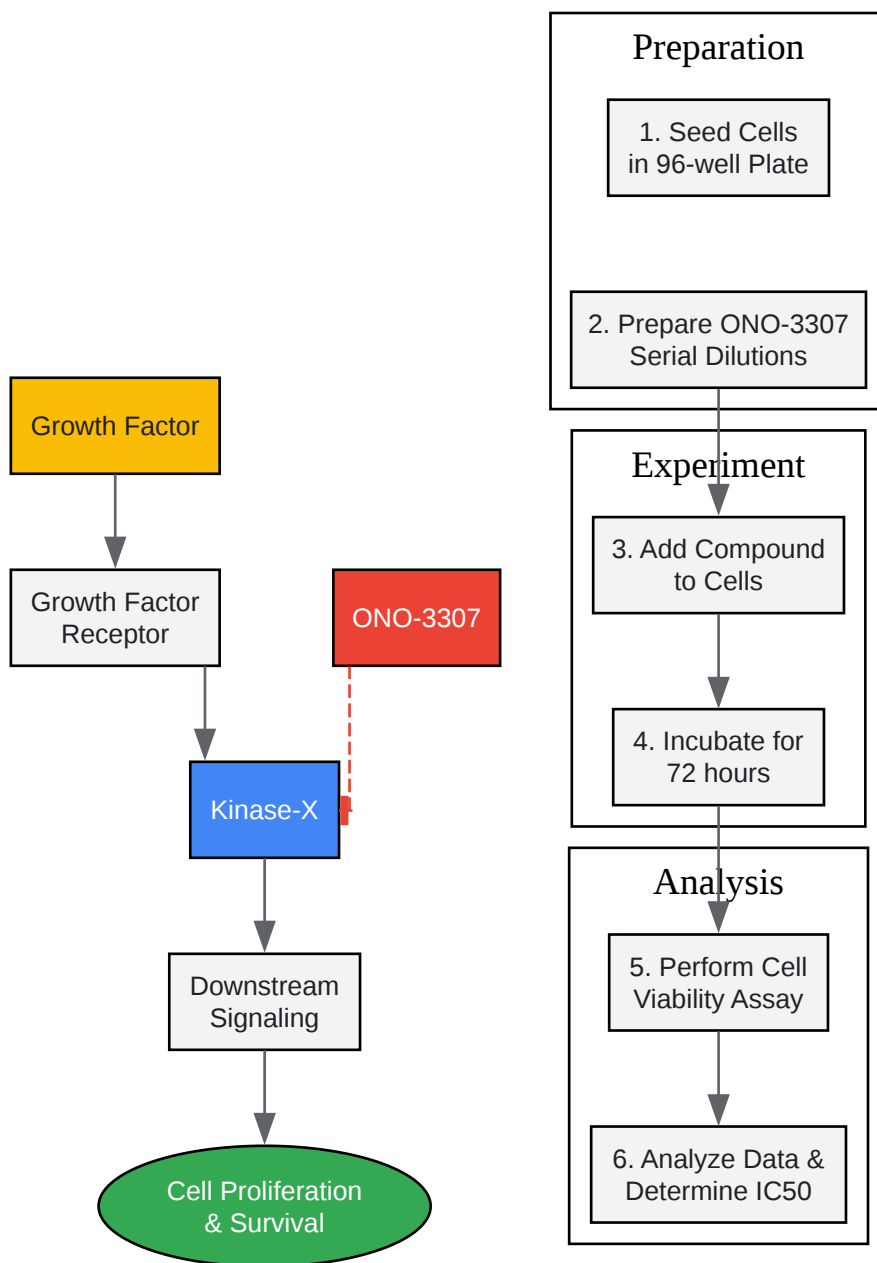 Growth Factor
Growth Factor
Receptor
ONO-3307
Kinase-X
Downstream
Signaling
Cell Proliferation
& Survival
Preparation
1. Seed Cells
in 96-well Plate
2. Prepare ONO-3307
Serial Dilutions
Experiment
3. Add Compound
to Cells
4. Incubate for
72 hours
Analysis
5. Perform Cell
Viability Assay
6. Analyze Data &
Determine IC50